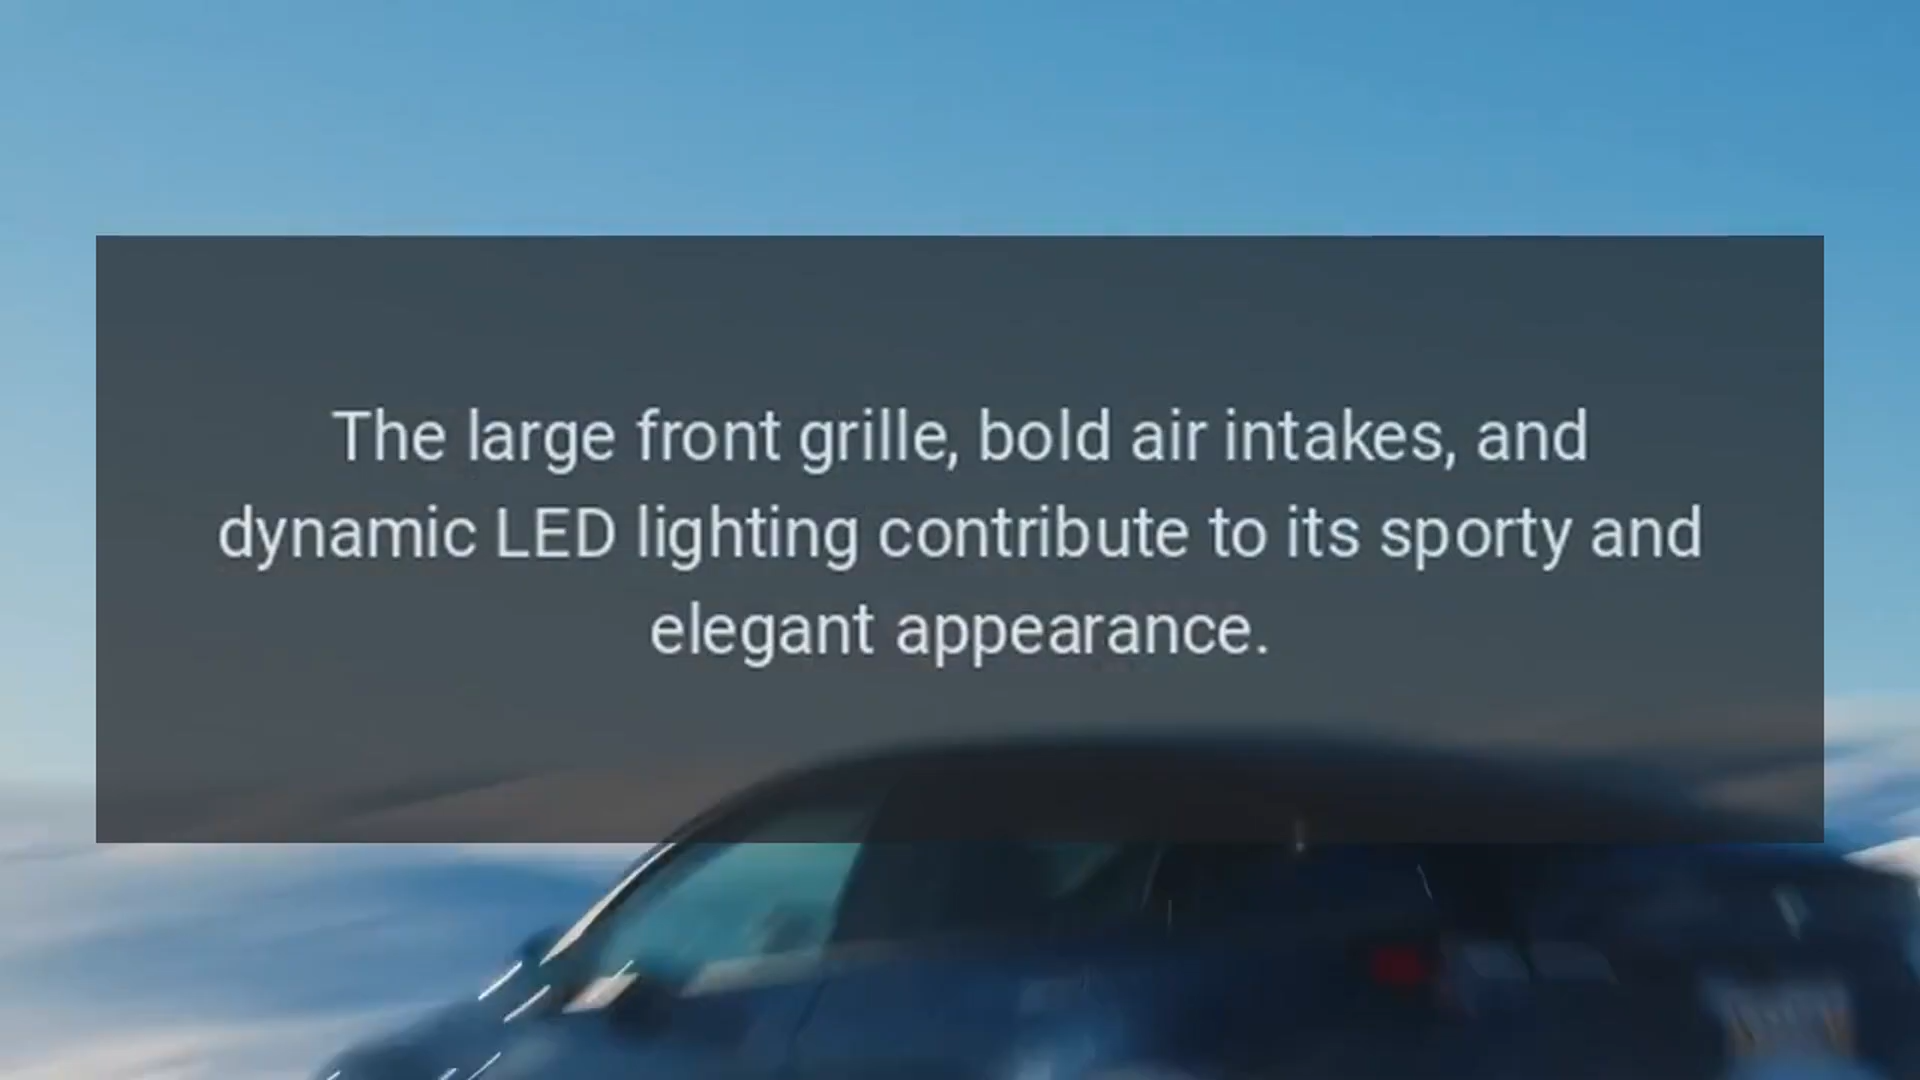 The large front grille, bold air intakes, and
dynamic LED lighting contribute to its sporty and
elegant appearance.